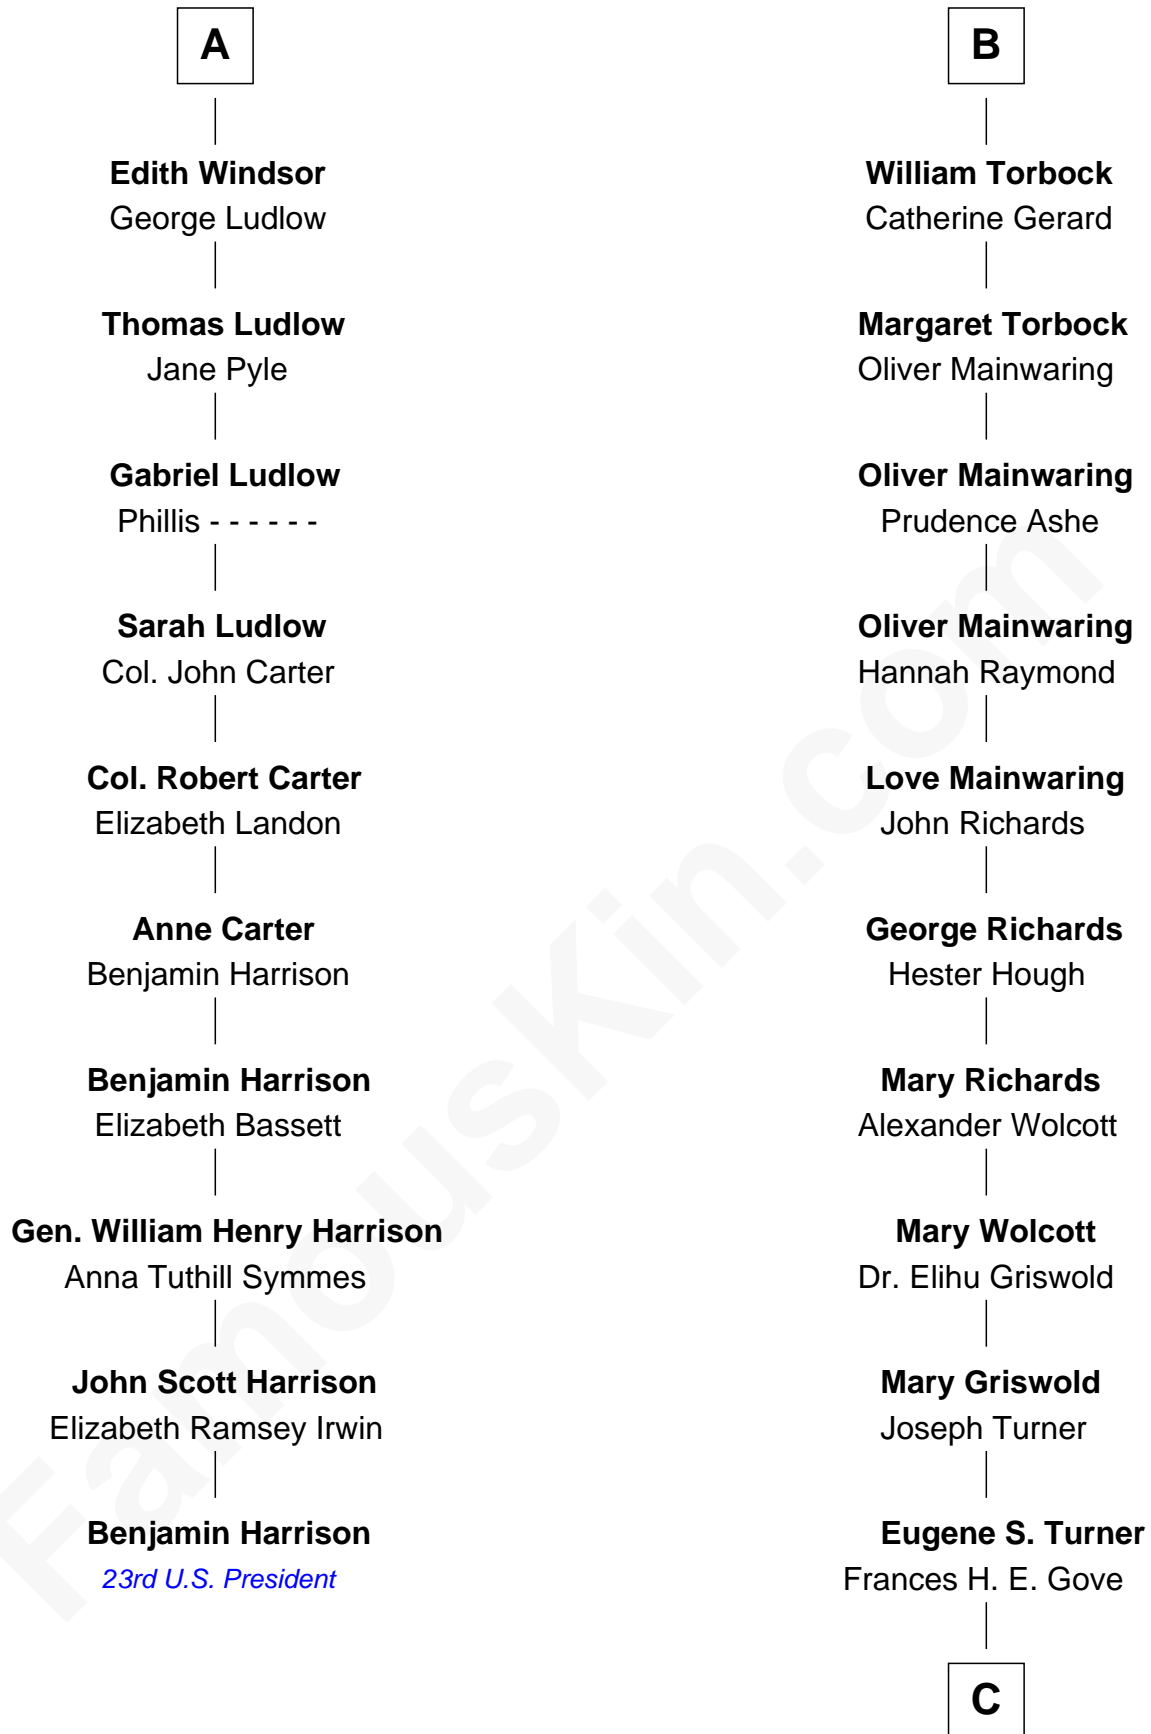 A
Edith Windsor
George Ludlow
Thomas Ludlow
Jane Pyle
Gabriel Ludlow
Phillis - - - - - -
Sarah Ludlow
Col. John Carter
Col. Robert Carter
Elizabeth Landon
Anne Carter
Benjamin Harrison
Benjamin Harrison
Elizabeth Bassett
Gen. William Henry Harrison
Anna Tuthill Symmes
John Scott Harrison
Elizabeth Ramsey Irwin
Benjamin Harrison
23rd U.S. President
B
William Torbock
Catherine Gerard
Margaret Torbock
Oliver Mainwaring
Oliver Mainwaring
Prudence Ashe
Oliver Mainwaring
Hannah Raymond
Love Mainwaring
John Richards
George Richards
Hester Hough
Mary Richards
Alexander Wolcott
Mary Wolcott
Dr. Elihu Griswold
Mary Griswold
Joseph Turner
Eugene S. Turner
Frances H. E. Gove
C
FamousKin.com